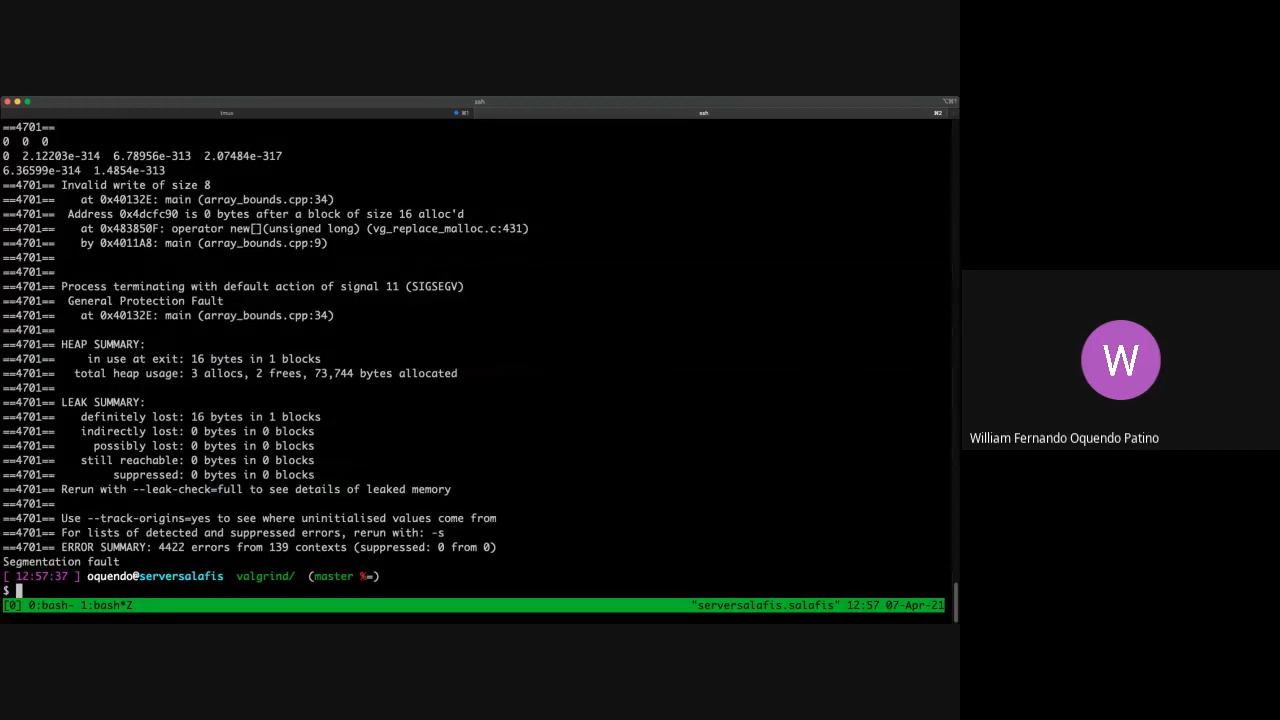 ssh
⌥⌘1
tmux
⌘1
ssh
⌘2
==4701==
0  0  0
0  2.12203e-314  6.78956e-313  2.07484e-317
6.36599e-314  1.4854e-313
==4701== Invalid write of size 8
==4701==    at 0x40132E: main (array_bounds.cpp:34)
==4701==  Address 0x4dcfc90 is 0 bytes after a block of size 16 alloc'd
==4701==    at 0x483850F: operator new[](unsigned long) (vg_replace_malloc.c:431)
==4701==    by 0x4011A8: main (array_bounds.cpp:9)
==4701==
==4701==
==4701== Process terminating with default action of signal 11 (SIGSEGV)
==4701==  General Protection Fault
==4701==    at 0x40132E: main (array_bounds.cpp:34)
==4701==
==4701== HEAP SUMMARY:
==4701==     in use at exit: 16 bytes in 1 blocks
==4701==   total heap usage: 3 allocs, 2 frees, 73,744 bytes allocated
==4701==
==4701== LEAK SUMMARY:
==4701==    definitely lost: 16 bytes in 1 blocks
==4701==    indirectly lost: 0 bytes in 0 blocks
==4701==      possibly lost: 0 bytes in 0 blocks
==4701==    still reachable: 0 bytes in 0 blocks
==4701==         suppressed: 0 bytes in 0 blocks
==4701== Rerun with --leak-check=full to see details of leaked memory
==4701==
==4701== Use --track-origins=yes to see where uninitialised values come from
==4701== For lists of detected and suppressed errors, rerun with: -s
==4701== ERROR SUMMARY: 4422 errors from 139 contexts (suppressed: 0 from 0)
Segmentation fault
[ 12:57:37 ] oquendo@serversalafis  valgrind/  (master %=)
$
[0] 0:bash- 1:bash*Z "serversalafis.salafis" 12:57 07-Apr-21
W
William Fernando Oquendo Patino